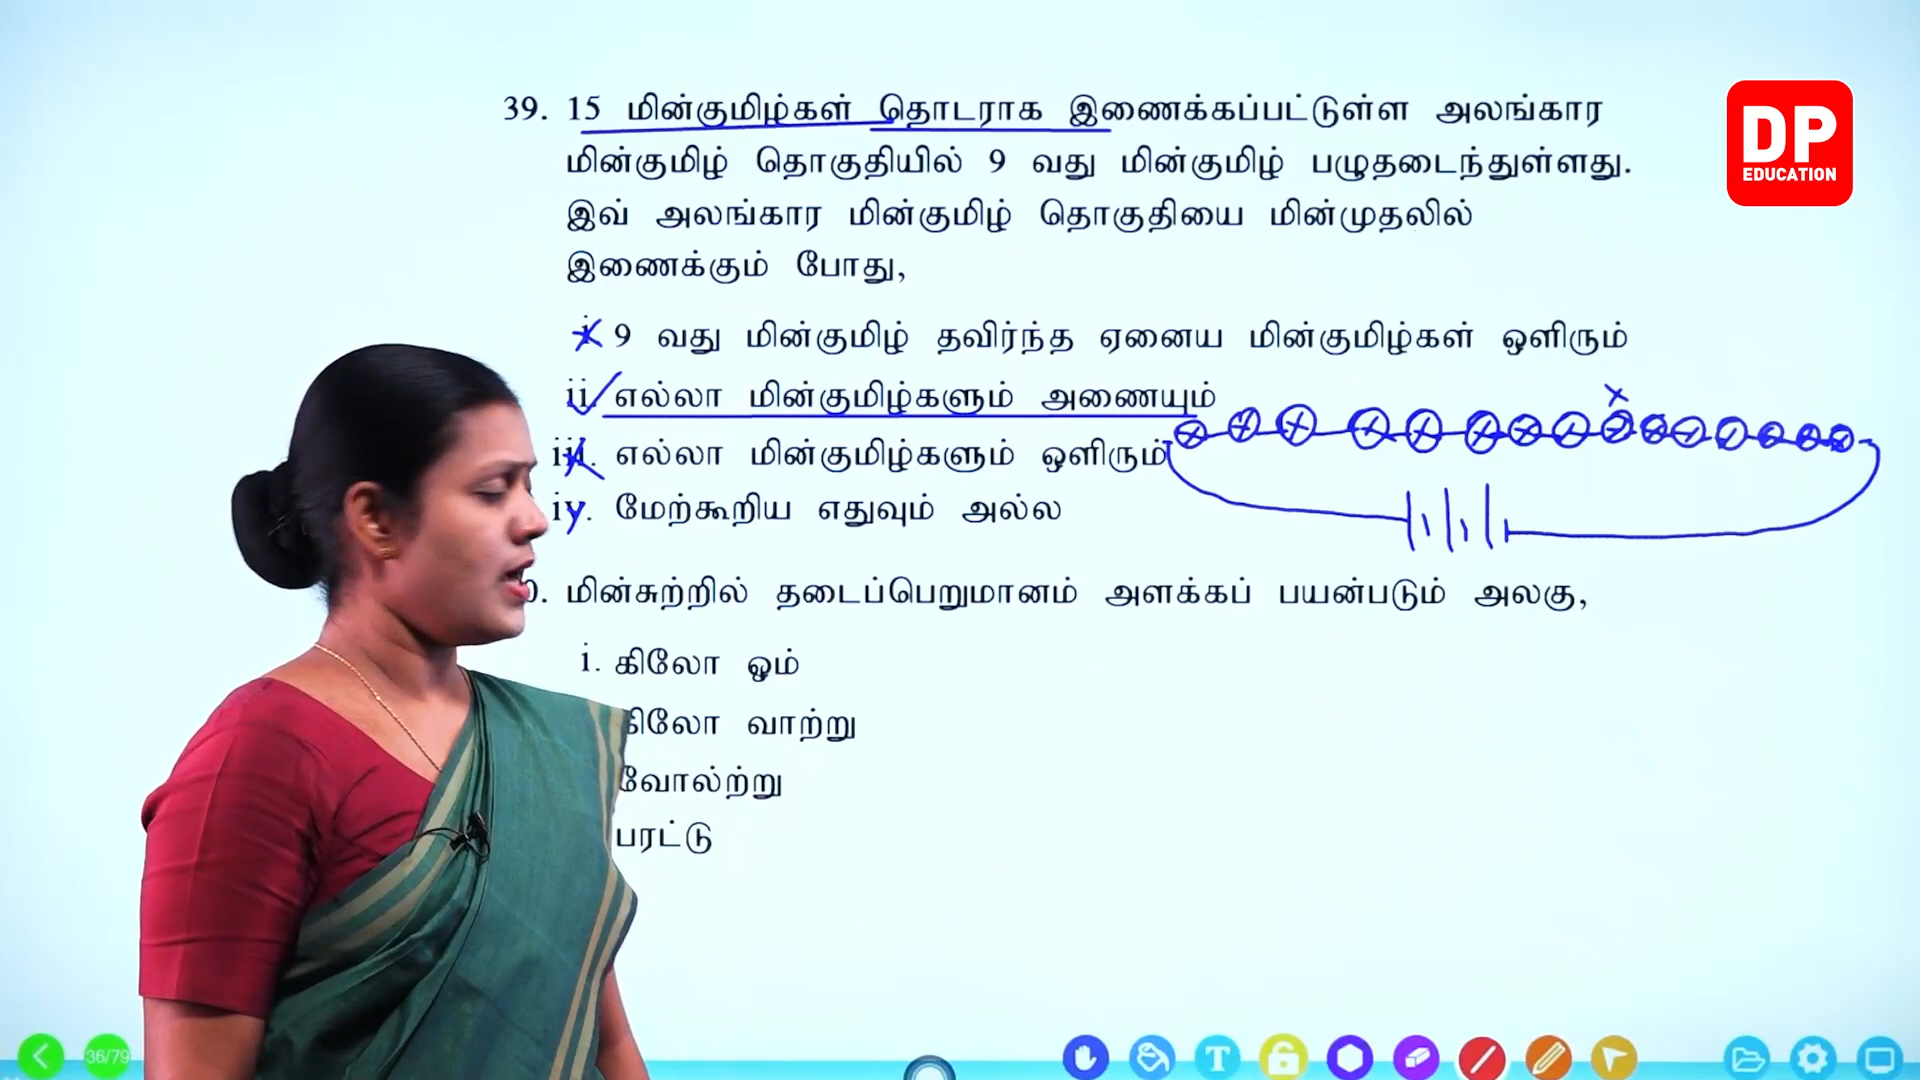 DP
EDUCATION
39. 15 மின்குமிழ்கள் தொடராக இணைக்கப்பட்டுள்ள அலங்கார
மின்குமிழ் தொகுதியில் 9 வது மின்குமிழ் பழுதடைந்துள்ளது.
இவ் அலங்கார மின்குமிழ் தொகுதியை மின்முதலில்
இணைக்கும் போது,
i 9 வது மின்குமிழ் தவிர்ந்த ஏனைய மின்குமிழ்கள் ஒளிரும்
ii எல்லா மின்குமிழ்களும் அணையும்
iii. எல்லா மின்குமிழ்களும் ஒளிரும்
iv. மேற்கூறிய எதுவும் அல்ல
மின்சுற்றில் தடைப்பெறுமானம் அளக்கப் பயன்படும் அலகு,
i. கிலோ ஓம்
கிலோ வாற்று
வோல்ற்று
பரட்டு
36/79